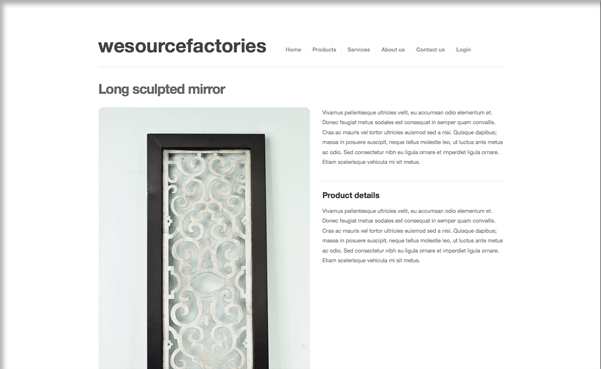 wesourcefactories
Home Products Services About us Contact us Login
Long sculpted mirror
Vivamus pellentesque ultricies velit, eu accumsan odio elementum et.
Donec feugiat metus sodales est consequat in semper quam convallis.
Cras ac mauris vel tortor ultricies euismod sed a nisi. Quisque dapibus;
massa in posuere suscipit, neque tellus molestie leo, ut luctus ante metus
ac odio. Sed consectetur nibh eu ligula ornare et imperdiet ligula ornare.
Etiam scelerisque vehicula mi sit metus.
Product details
Vivamus pellentesque ultricies velit, eu accumsan odio elementum et.
Donec feugiat metus sodales est consequat in semper quam convallis.
Cras ac mauris vel tortor ultricies euismod sed a nisi. Quisque dapibus;
massa in posuere suscipit, neque tellus molestie leo, ut luctus ante metus
ac odio. Sed consectetur nibh eu ligula ornare et imperdiet ligula ornare.
Etiam scelerisque vehicula mi sit metus.